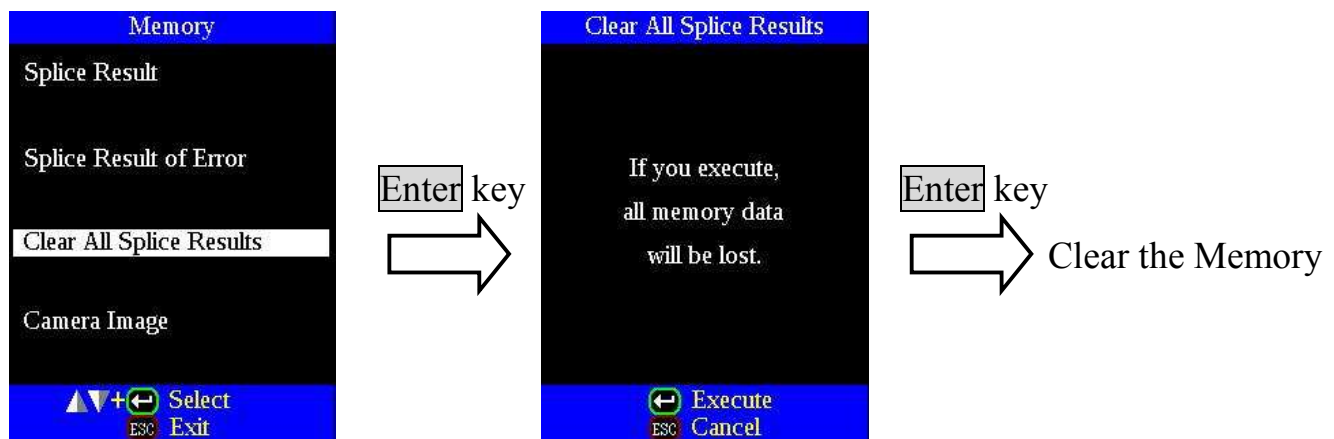 Memory
Splice Result
Splice Result of Error
Clear All Splice Results
Camera Image
+ Select
ESC Exit
Enter key
Clear All Splice Results
If you execute,
all memory data
will be lost.
Execute
ESC Cancel
Enter key
Clear the Memory